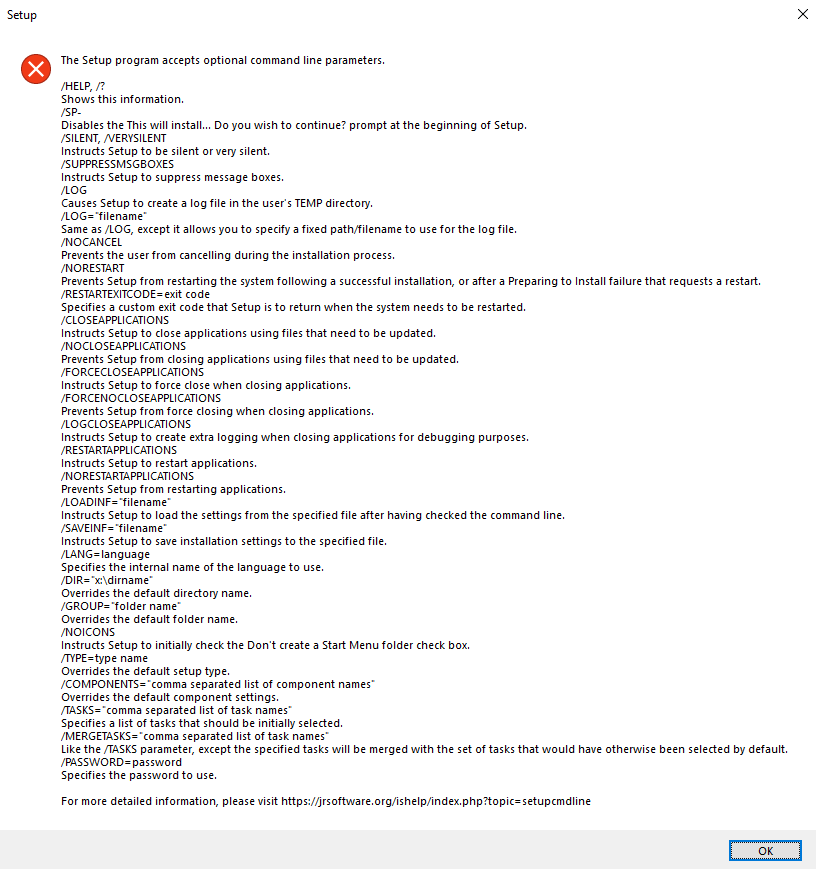 Setup
The Setup program accepts optional command line parameters.
/HELP, /?
Shows this information.
/SP-
Disables the This will install... Do you wish to continue? prompt at the beginning of Setup.
/SILENT, /VERYSILENT
Instructs Setup to be silent or very silent.
/SUPPRESSMSGBOXES
Instructs Setup to suppress message boxes.
/LOG
Causes Setup to create a log file in the user's TEMP directory.
/LOG="filename"
Same as /LOG, except it allows you to specify a fixed path/filename to use for the log file.
/NOCANCEL
Prevents the user from cancelling during the installation process.
/NORESTART
Prevents Setup from restarting the system following a successful installation, or after a Preparing to Install failure that requests a restart.
/RESTARTEXITCODE=exit code
Specifies a custom exit code that Setup is to return when the system needs to be restarted.
/CLOSEAPPLICATIONS
Instructs Setup to close applications using files that need to be updated.
/NOCLOSEAPPLICATIONS
Prevents Setup from closing applications using files that need to be updated.
/FORCECLOSEAPPLICATIONS
Instructs Setup to force close when closing applications.
/FORCENOCLOSEAPPLICATIONS
Prevents Setup from force closing when closing applications.
/LOGCLOSEAPPLICATIONS
Instructs Setup to create extra logging when closing applications for debugging purposes.
/RESTARTAPPLICATIONS
Instructs Setup to restart applications.
/NORESTARTAPPLICATIONS
Prevents Setup from restarting applications.
/LOADINF="filename"
Instructs Setup to load the settings from the specified file after having checked the command line.
/SAVEINF="filename"
Instructs Setup to save installation settings to the specified file.
/LANG=language
Specifies the internal name of the language to use.
/DIR="x:\dirname"
Overrides the default directory name.
/GROUP="folder name"
Overrides the default folder name.
/NOICONS
Instructs Setup to initially check the Don't create a Start Menu folder check box.
/TYPE=type name
Overrides the default setup type.
/COMPONENTS="comma separated list of component names"
Overrides the default component settings.
/TASKS="comma separated list of task names"
Specifies a list of tasks that should be initially selected.
/MERGETASKS="comma separated list of task names"
Like the /TASKS parameter, except the specified tasks will be merged with the set of tasks that would have otherwise been selected by default.
/PASSWORD=password
Specifies the password to use.
For more detailed information, please visit https://jrsoftware.org/ishelp/index.php?topic=setupcmdline
OK